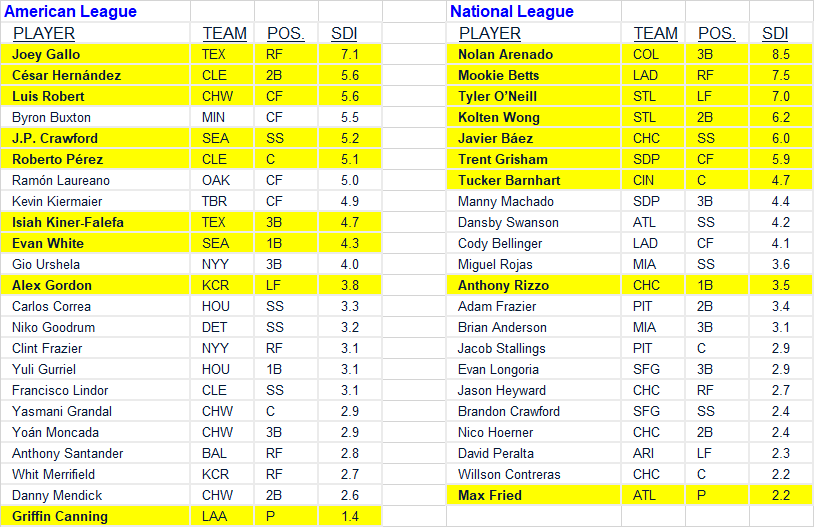 American League National League
PLAYER TEAM POS. SDI PLAYER TEAM POS. SDI
Joey Gallo TEX RF 7.1 Nolan Arenado COL 3B 8.5
César Hernández CLE 2B 5.6 Mookie Betts LAD RF 7.5
Luis Robert CHW CF 5.6 Tyler O’Neill STL LF 7.0
Byron Buxton MIN CF 5.5 Kolten Wong STL 2B 6.2
J.P. Crawford SEA SS 5.2 Javier Báez CHC SS 6.0
Roberto Pérez CLE C 5.1 Trent Grisham SDP CF 5.9
Ramón Laureano OAK CF 5.0 Tucker Barnhart CIN C 4.7
Kevin Kiermaier TBR CF 4.9 Manny Machado SDP 3B 4.4
Isiah Kiner-Falefa TEX 3B 4.7 Dansby Swanson ATL SS 4.2
Evan White SEA 1B 4.3 Cody Bellinger LAD CF 4.1
Gio Urshela NYY 3B 4.0 Miguel Rojas MIA SS 3.6
Alex Gordon KCR LF 3.8 Anthony Rizzo CHC 1B 3.5
Carlos Correa HOU SS 3.3 Adam Frazier PIT 2B 3.4
Niko Goodrum DET SS 3.2 Brian Anderson MIA 3B 3.1
Clint Frazier NYY RF 3.1 Jacob Stallings PIT C 2.9
Yuli Gurriel HOU 1B 3.1 Evan Longoria SFG 3B 2.9
Francisco Lindor CLE SS 3.1 Jason Heyward CHC RF 2.7
Yasmani Grandal CHW C 2.9 Brandon Crawford SFG SS 2.4
Yoán Moncada CHW 3B 2.9 Nico Hoerner CHC 2B 2.4
Anthony Santander BAL RF 2.8 David Peralta ARI LF 2.3
Whit Merrifield KCR RF 2.7 Willson Contreras CHC C 2.2
Danny Mendick CHW 2B 2.6 Max Fried ATL P 2.2
Griffin Canning LAA P 1.4